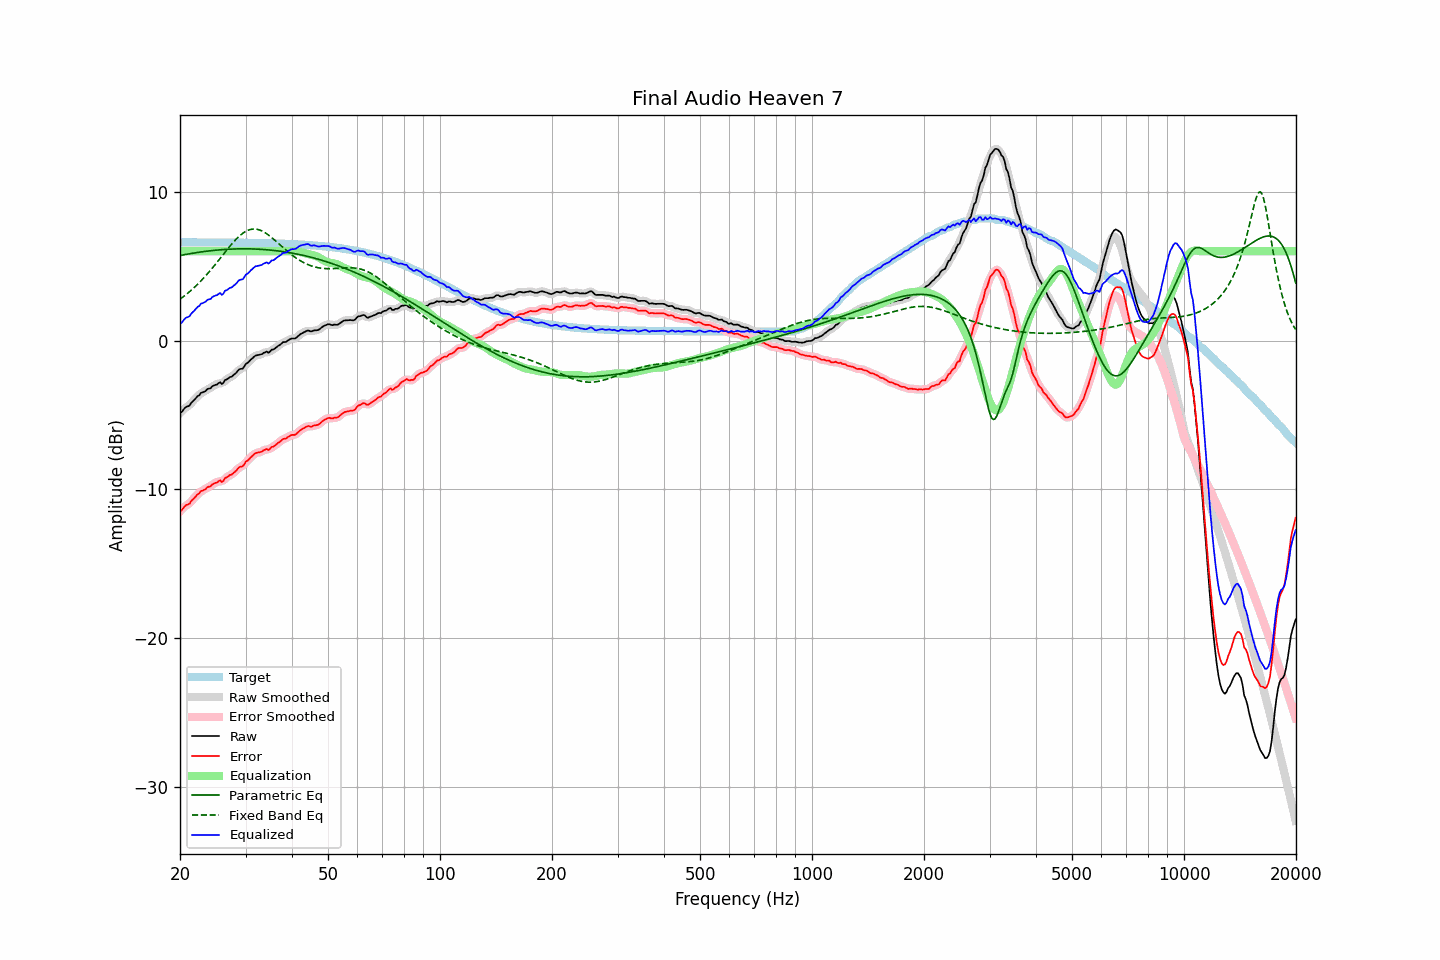 Final Audio Heaven 7
Amplitude (dBr)
10
0
−10
−20
−30
Target
Raw Smoothed
Error Smoothed
Raw
Error
Equalization
Parametric Eq
Fixed Band Eq
Equalized
20 50 100 200 500 1000 2000 5000 10000 20000
Frequency (Hz)